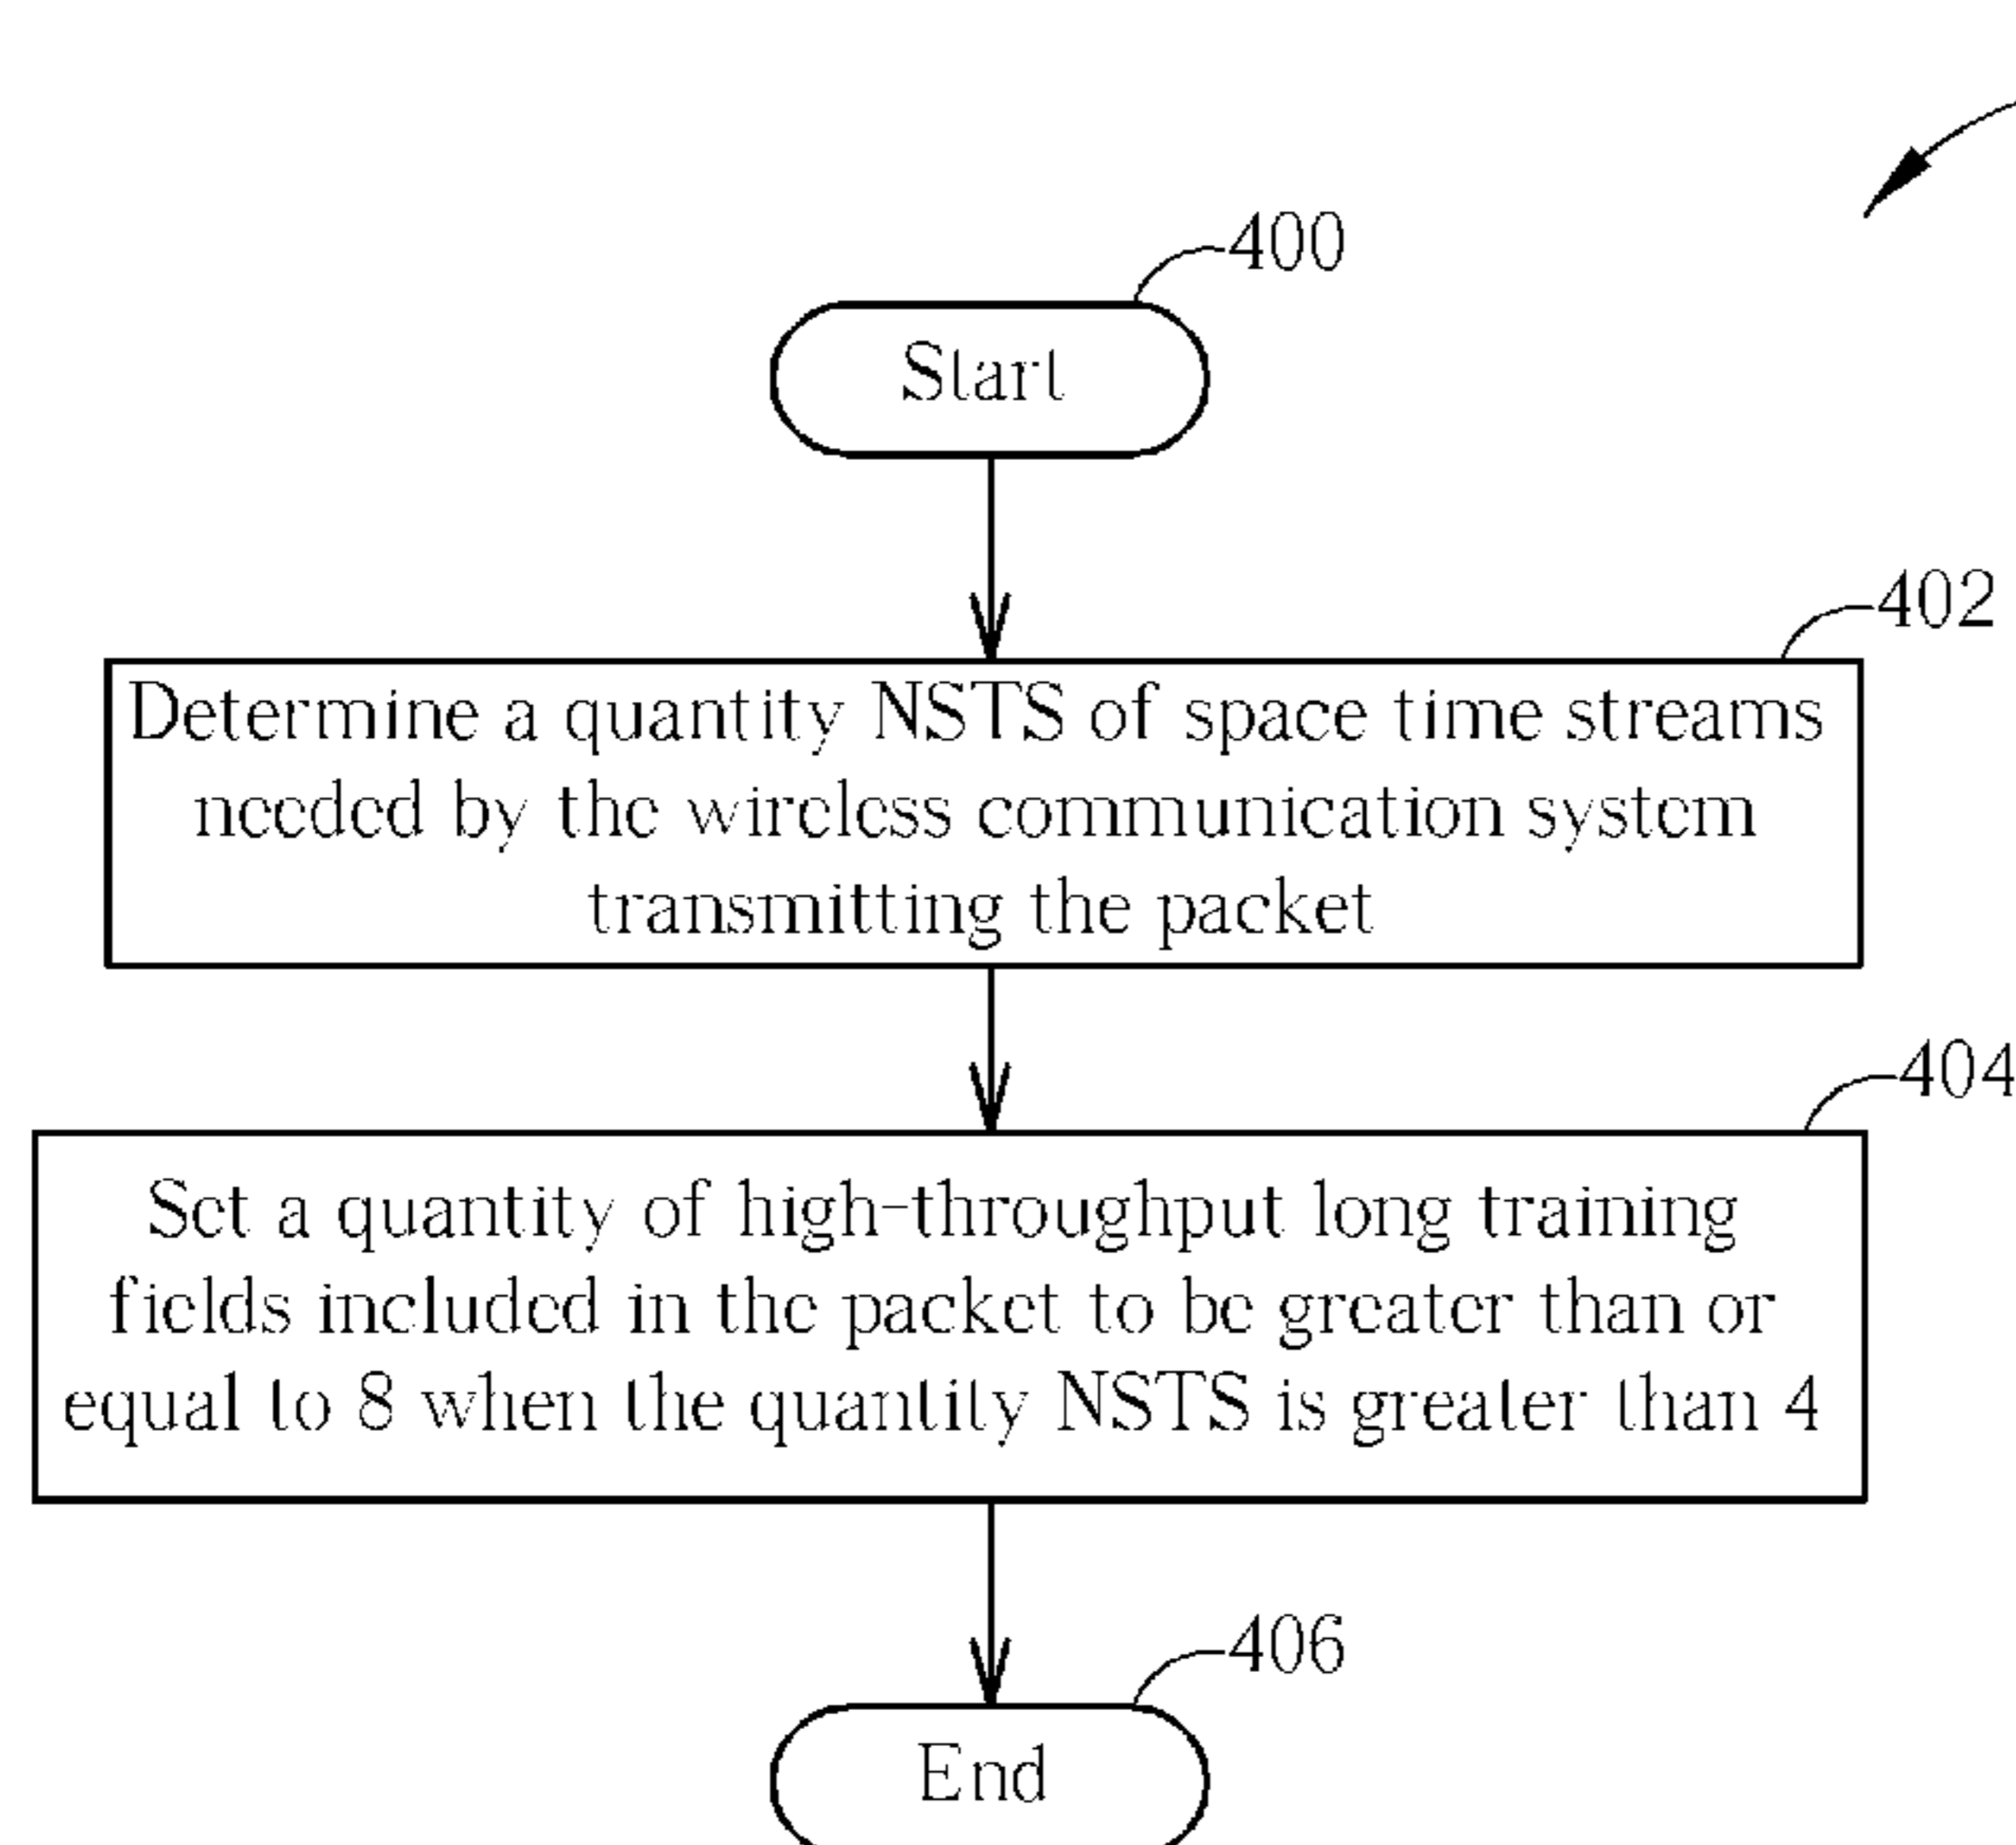 400
Start
402
Determine a quantity NSTS of space time streams
needed by the wireless communication system
transmitting the packet
404
Set a quantity of high-throughput long training
fields included in the packet to be greater than or
equal to 8 when the quantity NSTS is greater than 4
406
End